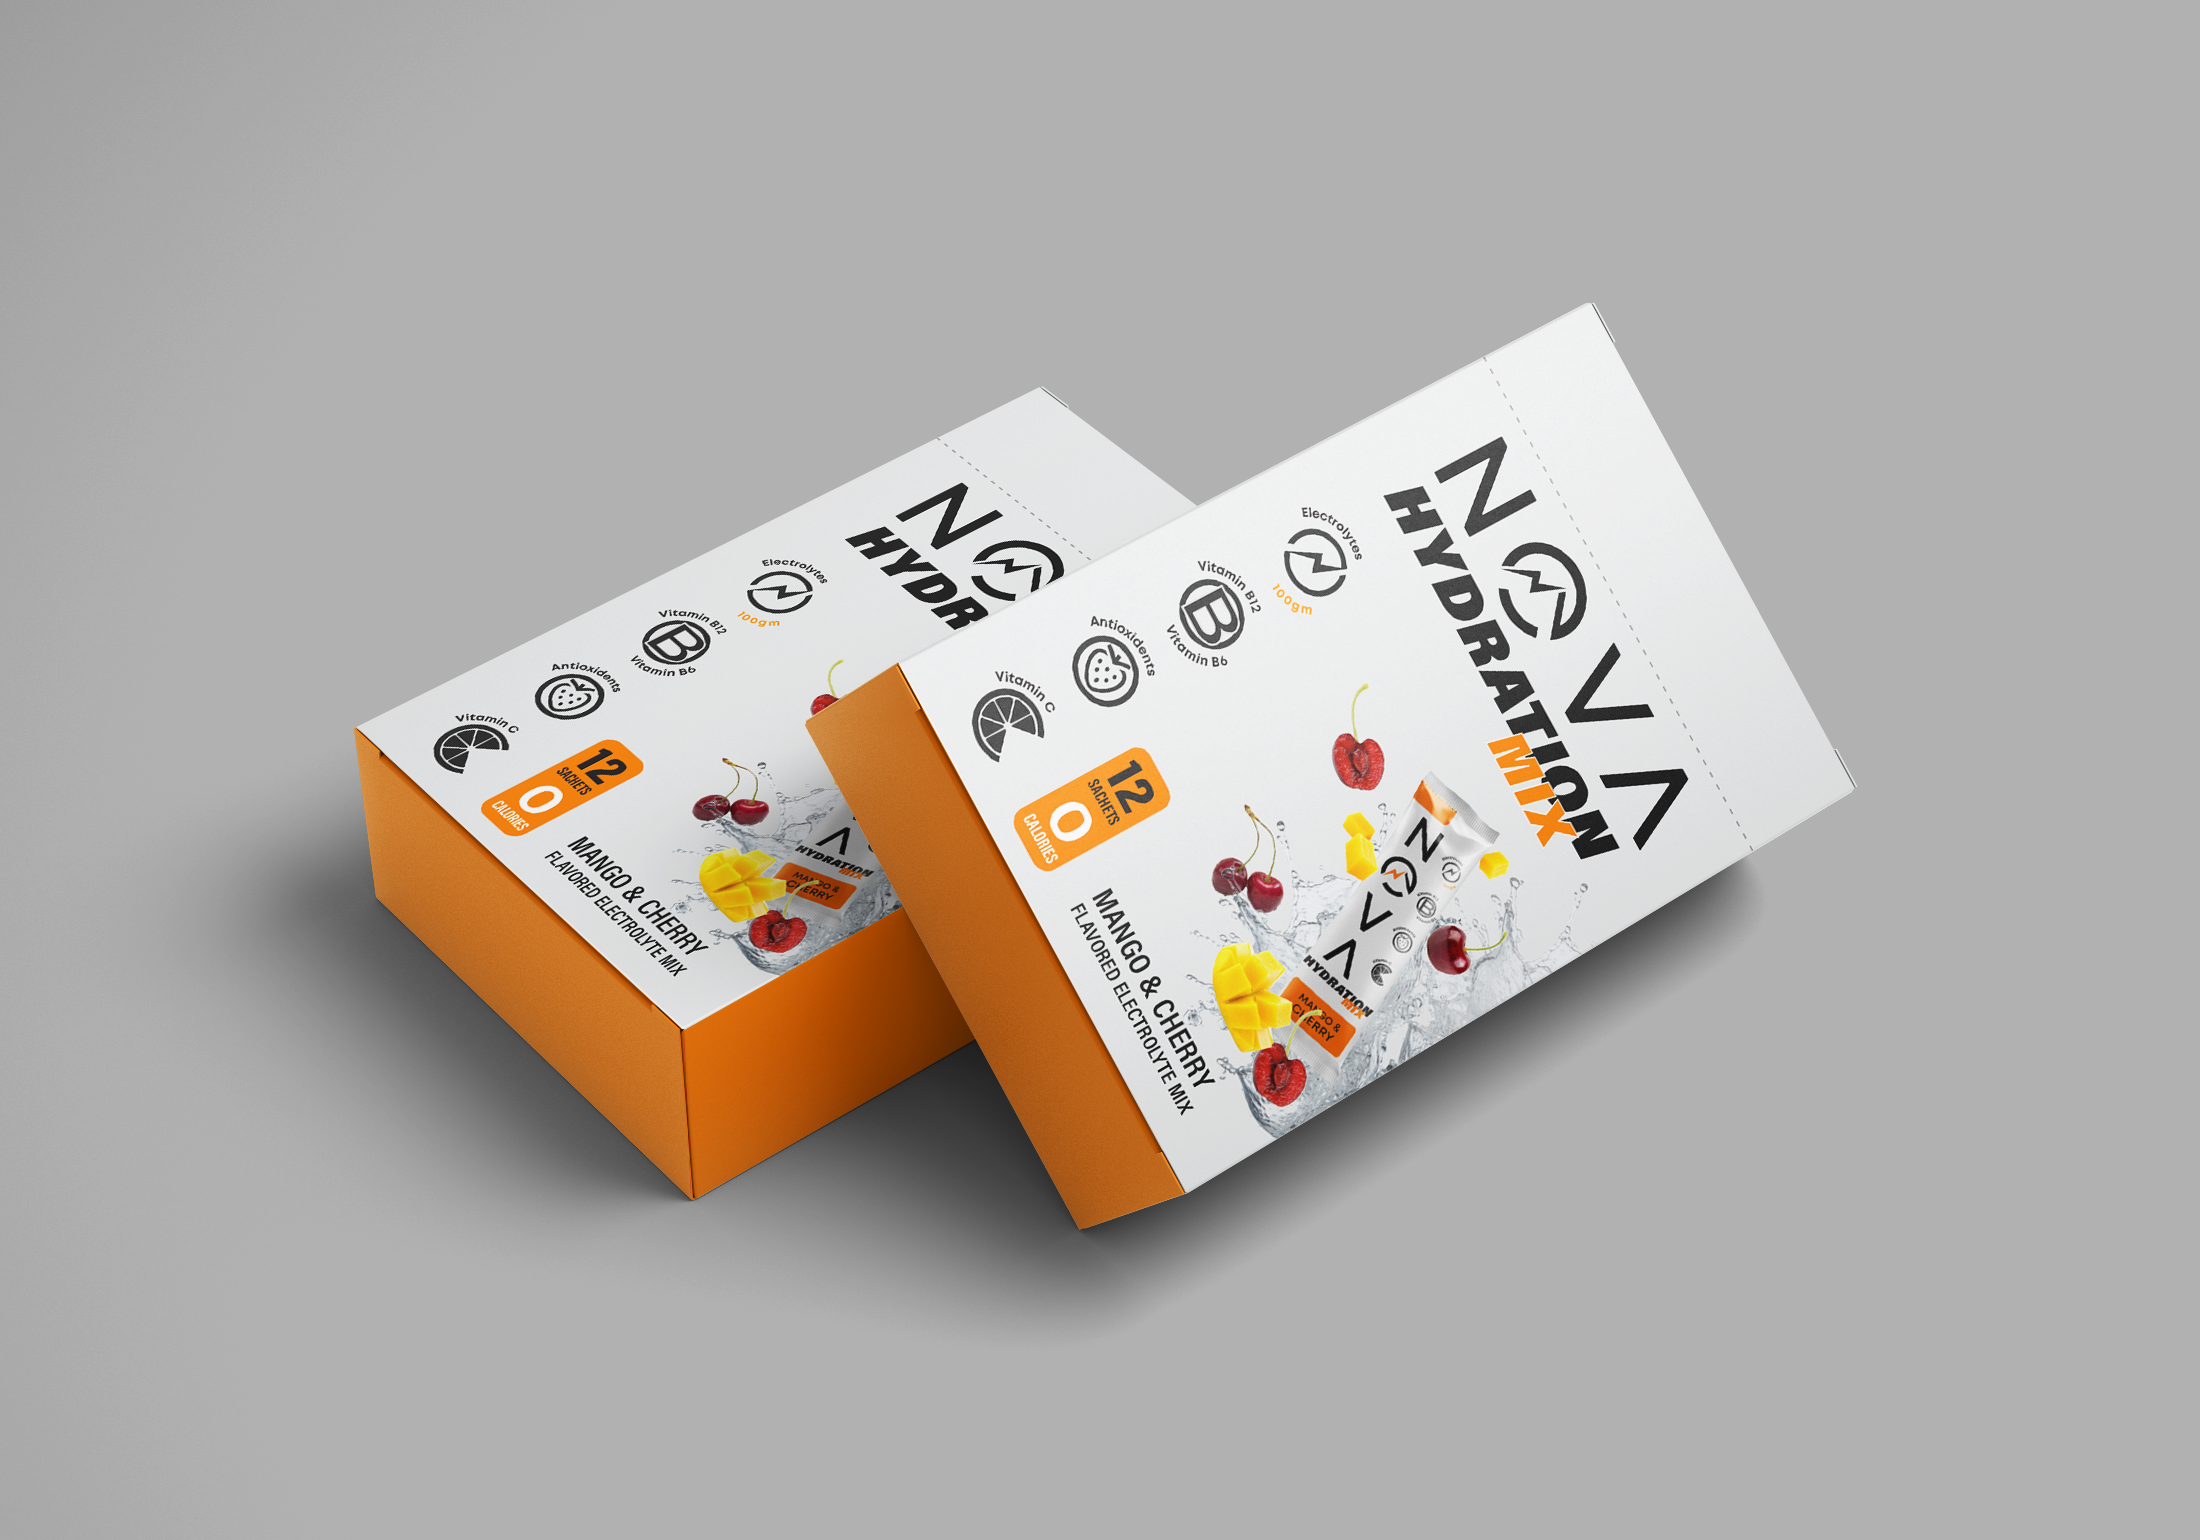 NOVA
HYDRATION
MIX
Electrolytes
100gm
Vitamin B12
Vitamin B6
Antioxidents
Vitamin C
12
SACHETS
0
CALORIES
MANGO & CHERRY
FLAVORED ELECTROLYTE MIX
NOVA
HYDRATION
MIX
MANGO &
CHERRY
NO
HYDR
Electrolytes
100gm
Vitamin B12
Vitamin B6
Antioxidents
Vitamin C
12
SACHETS
0
CALORIES
MANGO & CHERRY
FLAVORED ELECTROLYTE MIX
HYDRATION
MIX
MANGO &
CHERRY